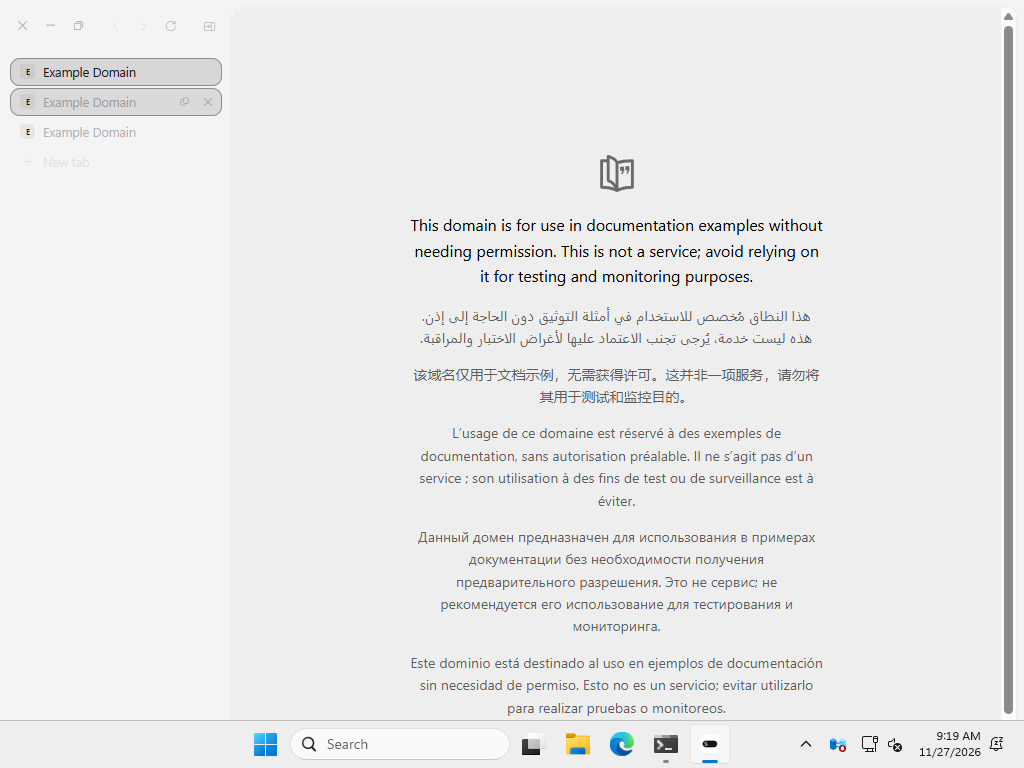 E Example Domain
E Example Domain
E Example Domain
+ New tab
This domain is for use in documentation examples without
needing permission. This is not a service; avoid relying on
it for testing and monitoring purposes.
هذا النطاق مُخصص للاستخدام في أمثلة التوثيق دون الحاجة إلى إذن.
هذه ليست خدمة، يُرجى تجنب الاعتماد عليها لأغراض الاختبار والمراقبة.
该域名仅用于文档示例，无需获得许可。这并非一项服务，请勿将
其用于测试和监控目的。
L’usage de ce domaine est réservé à des exemples de
documentation, sans autorisation préalable. Il ne s’agit pas d’un
service ; son utilisation à des fins de test ou de surveillance est à
éviter.
Данный домен предназначен для использования в примерах
документации без необходимости получения
предварительного разрешения. Это не сервис; не
рекомендуется его использование для тестирования и
мониторинга.
Este dominio está destinado al uso en ejemplos de documentación
sin necesidad de permiso. Esto no es un servicio; evitar utilizarlo
para realizar pruebas o monitoreos.
Search
9:19 AM
11/27/2026